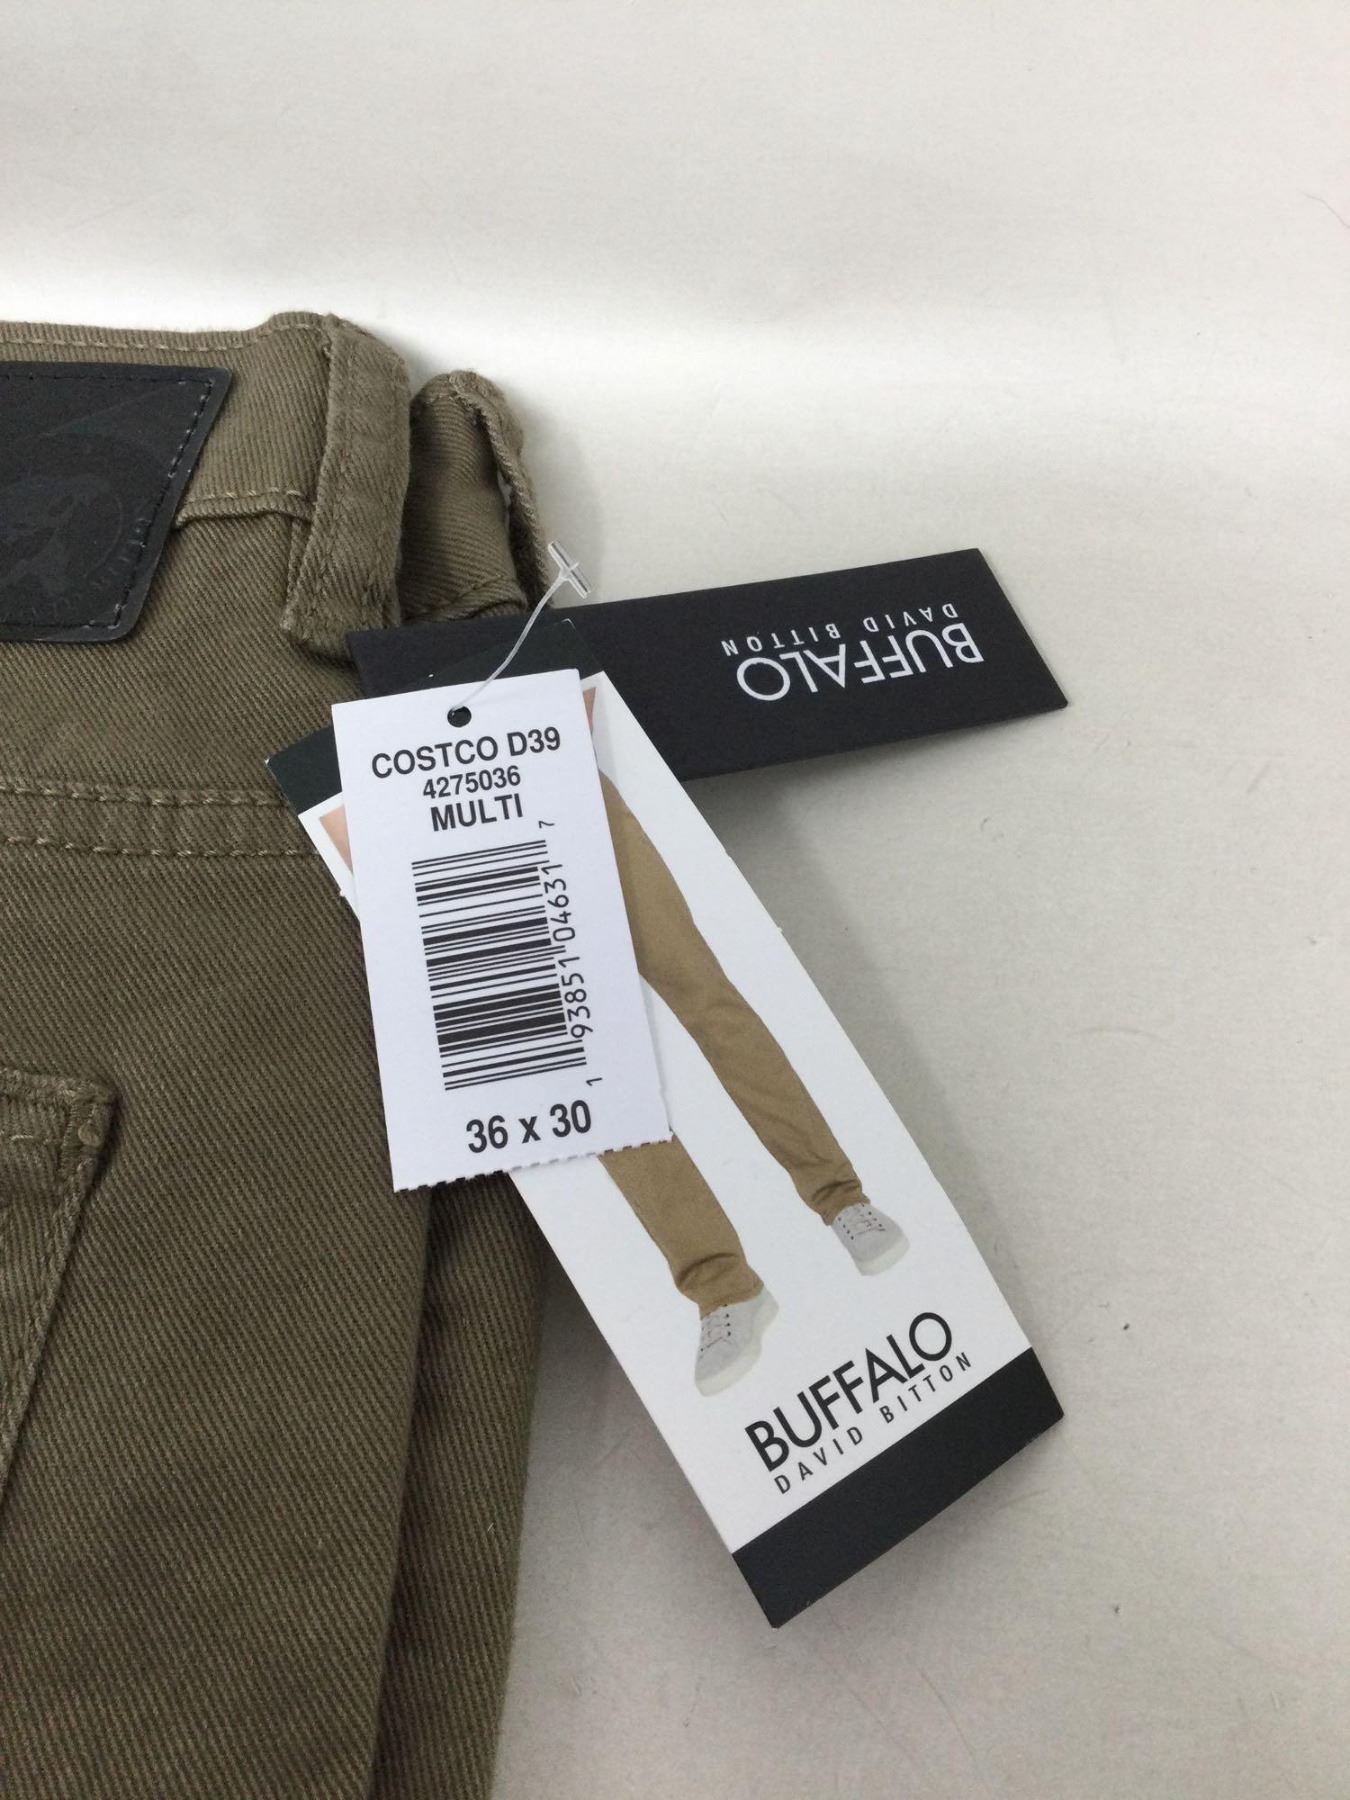 BUFFALO
DAVID BITTON
COSTCO D39
4275036
MULTI
1 93851 04631 7
36 x 30
BUFFALO
DAVID BITTON